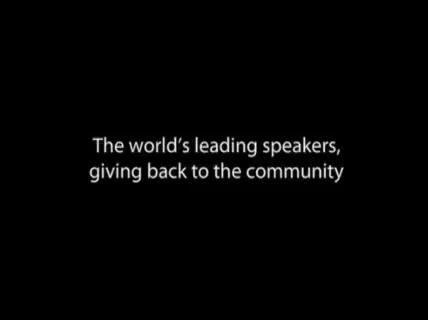 The world’s leading speakers,
giving back to the community